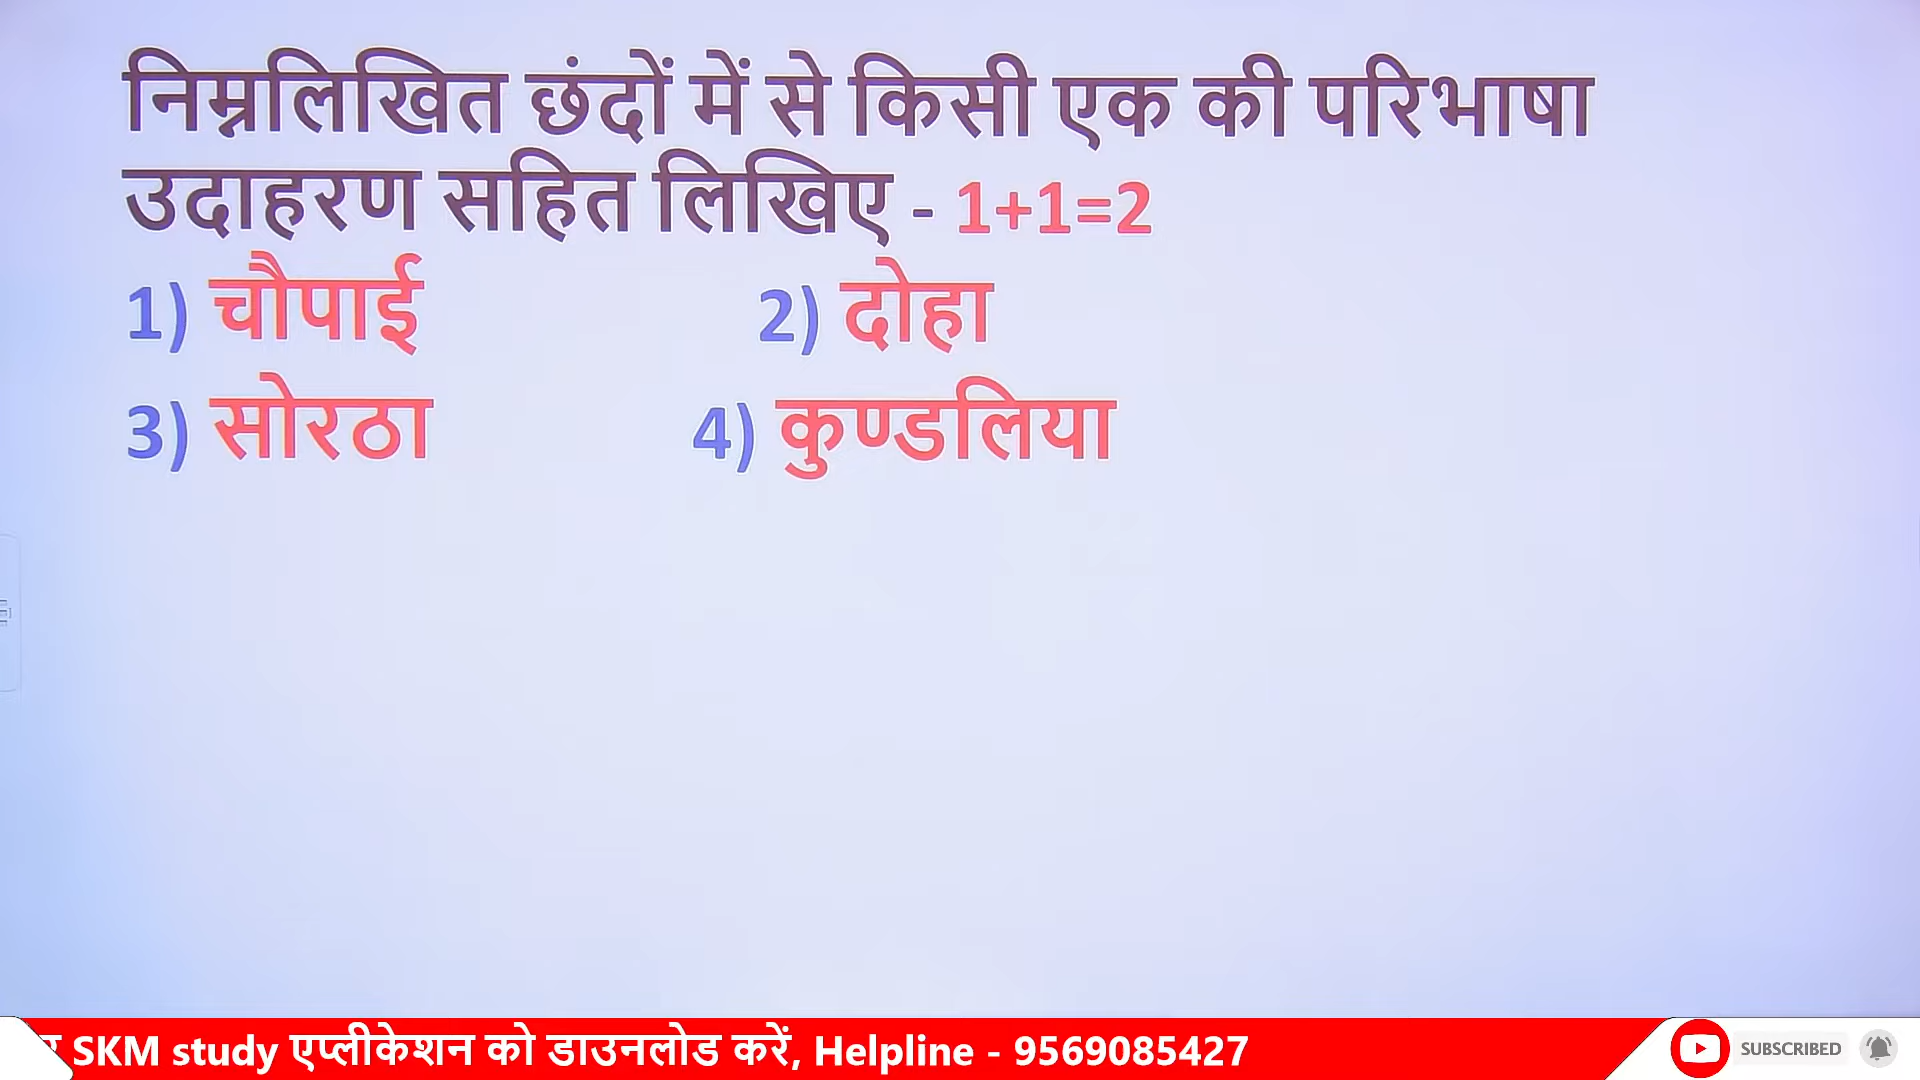 निम्नलिखित छंदों में से किसी एक की परिभाषा
उदाहरण सहित लिखिए - 1+1=2
1) चौपाई 2) दोहा
3) सोरठा 4) कुण्डलिया
SKM study एप्लीकेशन को डाउनलोड करें, Helpline - 9569085427
SUBSCRIBED